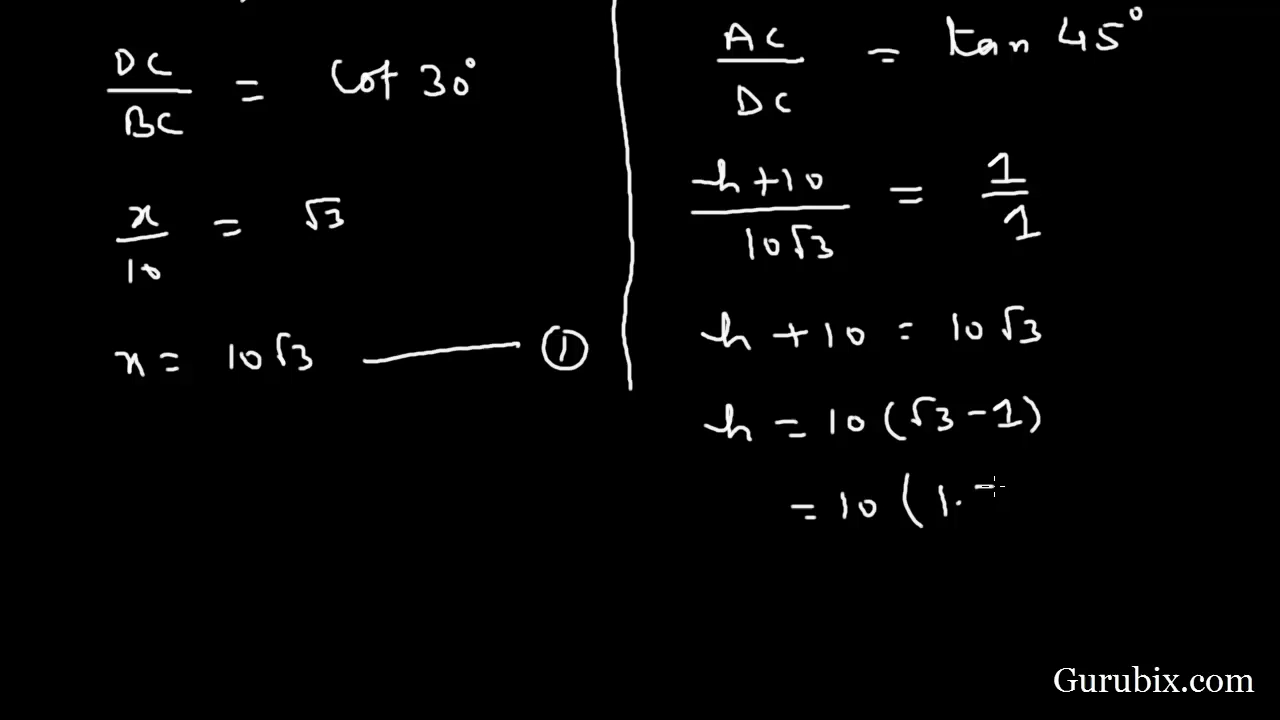 DC/BC = cot 30°
x/10 = √3
x = 10√3 ——— ①
AC/DC = tan 45°
h+10/10√3 = 1/1
h + 10 = 10√3
h = 10(√3 - 1)
= 10 (1.
Gurubix.com